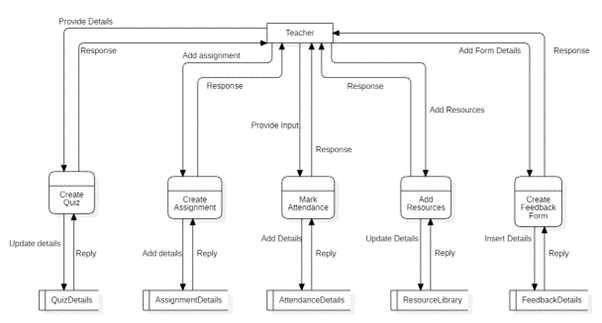 Provide Details
Teacher
Response
Add assignment
Add Form Details
Response
Response
Response
Add Resources
Provide Input
Response
Create
Quiz
Create
Assignment
Mark
Attendance
Add
Resources
Create
Feedback
Form
Update details
Reply
Add details
Reply
Add Details
Reply
Update Details
Reply
Insert Details
Reply
QuizDetails
AssignmentDetails
AttendanceDetails
ResourceLibrary
FeedbackDetails